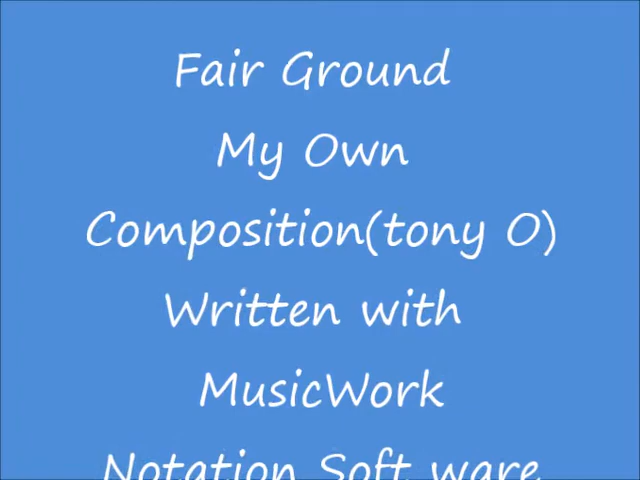 Fair Ground
My Own
Composition(tony O)
Written with
MusicWork
Notation Soft ware